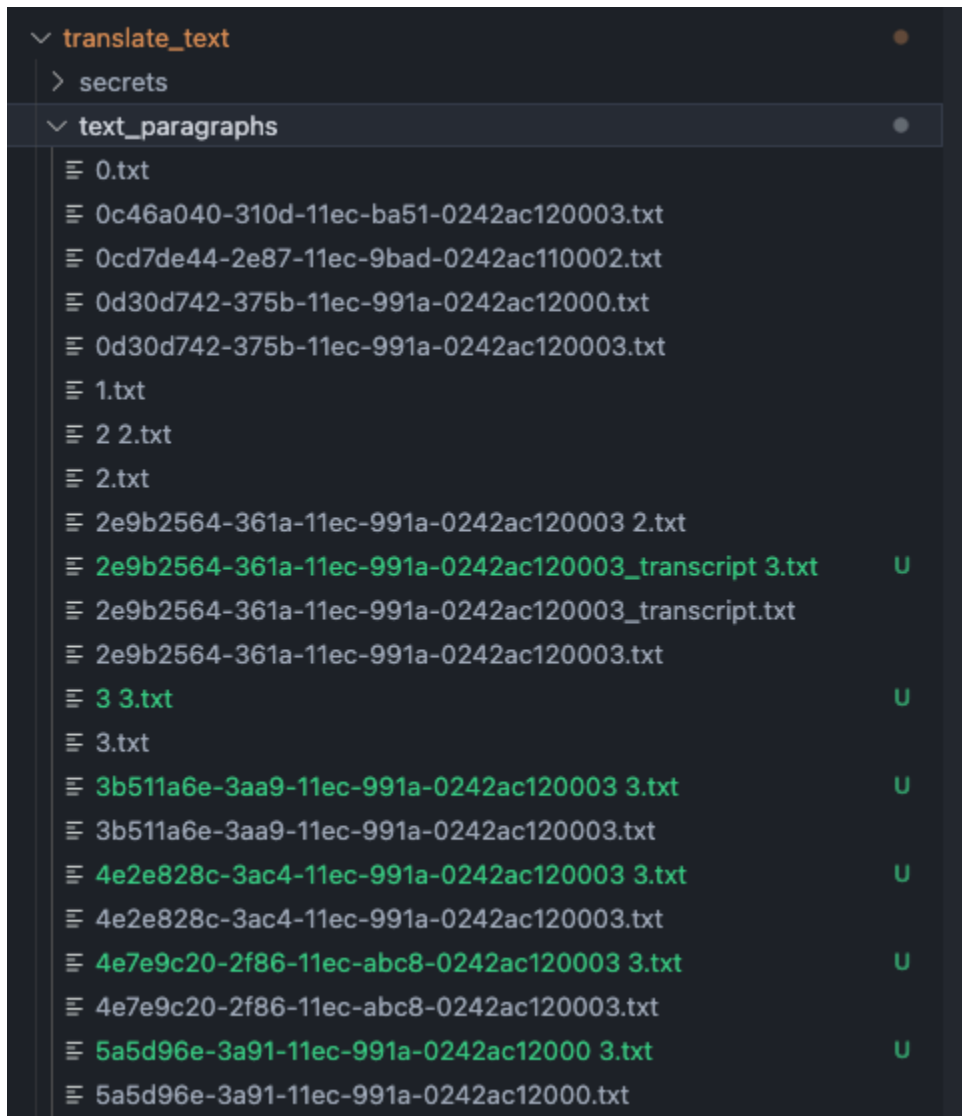 translate_text
secrets
text_paragraphs
0.txt
0c46a040-310d-11ec-ba51-0242ac120003.txt
0cd7de44-2e87-11ec-9bad-0242ac110002.txt
0d30d742-375b-11ec-991a-0242ac12000.txt
0d30d742-375b-11ec-991a-0242ac120003.txt
1.txt
2 2.txt
2.txt
2e9b2564-361a-11ec-991a-0242ac120003 2.txt
2e9b2564-361a-11ec-991a-0242ac120003_transcript 3.txt U
2e9b2564-361a-11ec-991a-0242ac120003_transcript.txt
2e9b2564-361a-11ec-991a-0242ac120003.txt
3 3.txt U
3.txt
3b511a6e-3aa9-11ec-991a-0242ac120003 3.txt U
3b511a6e-3aa9-11ec-991a-0242ac120003.txt
4e2e828c-3ac4-11ec-991a-0242ac120003 3.txt U
4e2e828c-3ac4-11ec-991a-0242ac120003.txt
4e7e9c20-2f86-11ec-abc8-0242ac120003 3.txt U
4e7e9c20-2f86-11ec-abc8-0242ac120003.txt
5a5d96e-3a91-11ec-991a-0242ac12000 3.txt U
5a5d96e-3a91-11ec-991a-0242ac12000.txt